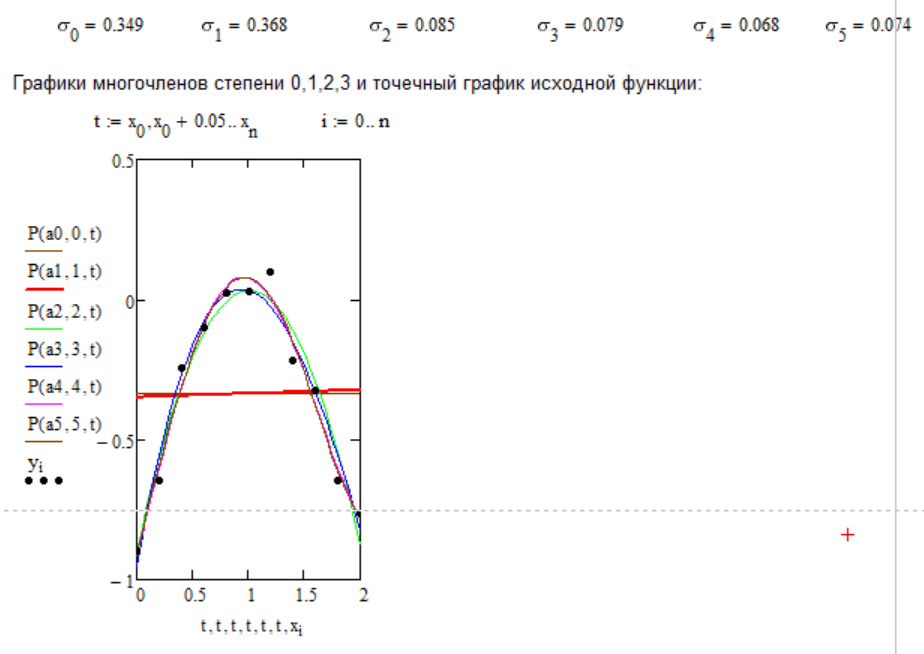 σ0 = 0.349 σ1 = 0.368 σ2 = 0.085 σ3 = 0.079 σ4 = 0.068 σ5 = 0.074
Графики многочленов степени 0,1,2,3 и точечный график исходной функции:
t := x0, x0 + 0.05.. xn i := 0.. n
P(a0,0,t)
P(a1,1,t)
P(a2,2,t)
P(a3,3,t)
P(a4,4,t)
P(a5,5,t)
yi
0.5
0
−0.5
−1
0 0.5 1 1.5 2
t,t,t,t,t,t,xi